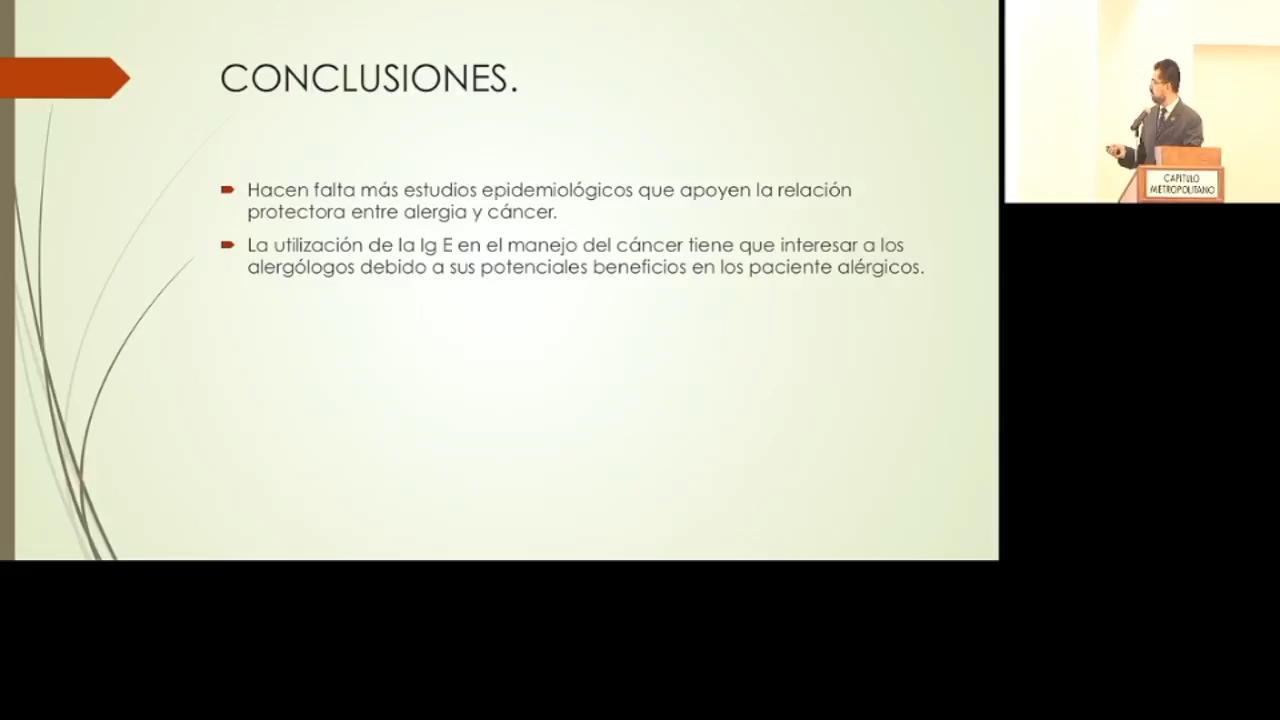 CONCLUSIONES.
Hacen falta más estudios epidemiológicos que apoyen la relación
protectora entre alergia y cáncer.
La utilización de la Ig E en el manejo del cáncer tiene que interesar a los
alergólogos debido a sus potenciales beneficios en los paciente alérgicos.
CAPITULO
METROPOLITANO